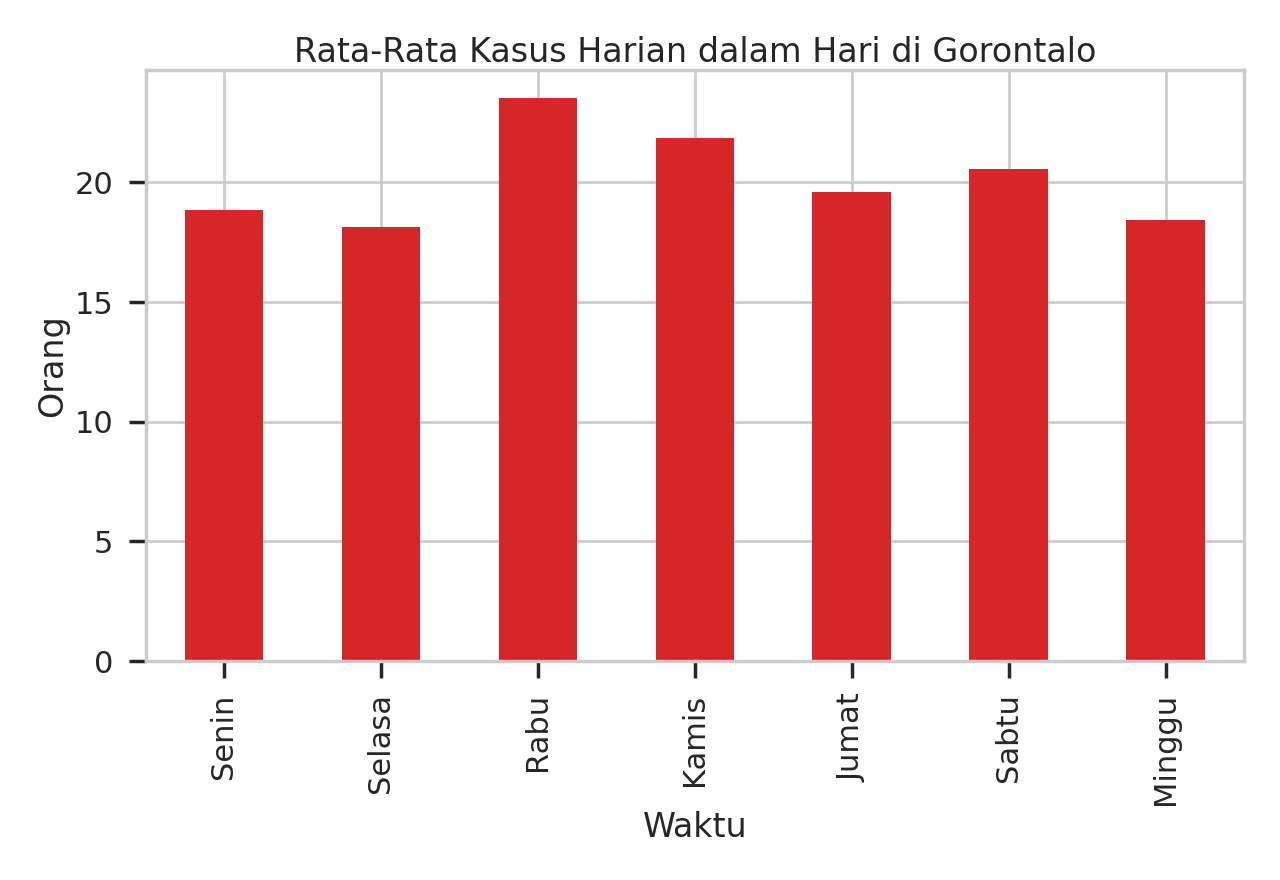 Rata-Rata Kasus Harian dalam Hari di Gorontalo
Orang
20
15
10
5
0
Senin
Selasa
Rabu
Kamis
Jumat
Sabtu
Minggu
Waktu